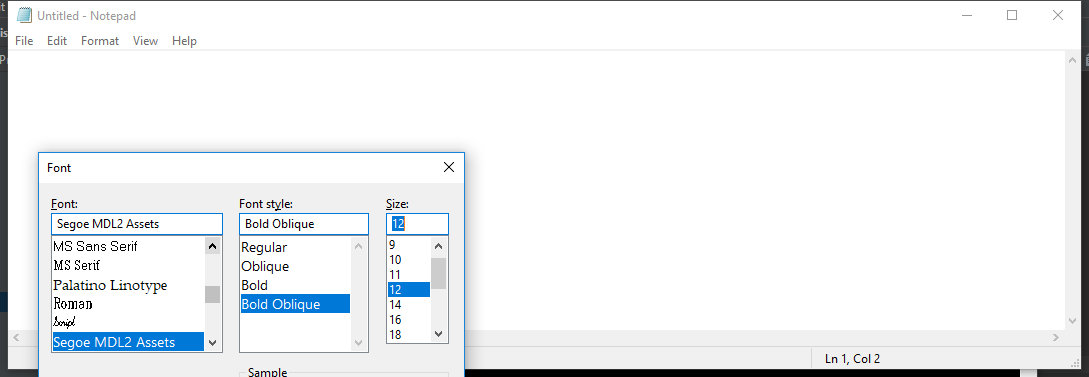 Untitled - Notepad
File Edit Format View Help
Font
Font: Font style: Size:
Segoe MDL2 Assets Bold Oblique 12
MS Sans Serif Regular 9
MS Serif Oblique 10
Palatino Linotype Bold 11
Roman Bold Oblique 12
Script 14
Segoe MDL2 Assets 16
18
Sample
Ln 1, Col 2